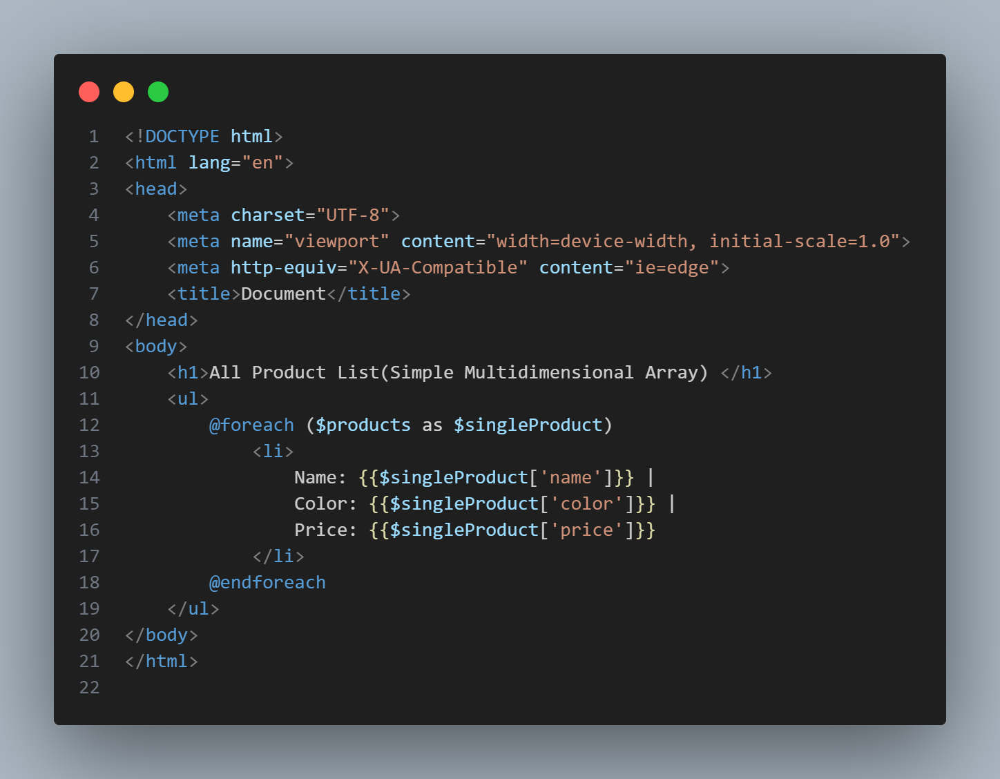 1 <!DOCTYPE html>
2 <html lang="en">
3 <head>
4     <meta charset="UTF-8">
5     <meta name="viewport" content="width=device-width, initial-scale=1.0">
6     <meta http-equiv="X-UA-Compatible" content="ie=edge">
7     <title>Document</title>
8 </head>
9 <body>
10     <h1>All Product List(Simple Multidimensional Array) </h1>
11     <ul>
12         @foreach ($products as $singleProduct)
13             <li>
14                 Name: {{$singleProduct['name']}} |
15                 Color: {{$singleProduct['color']}} |
16                 Price: {{$singleProduct['price']}}
17             </li>
18         @endforeach
19     </ul>
20 </body>
21 </html>
22